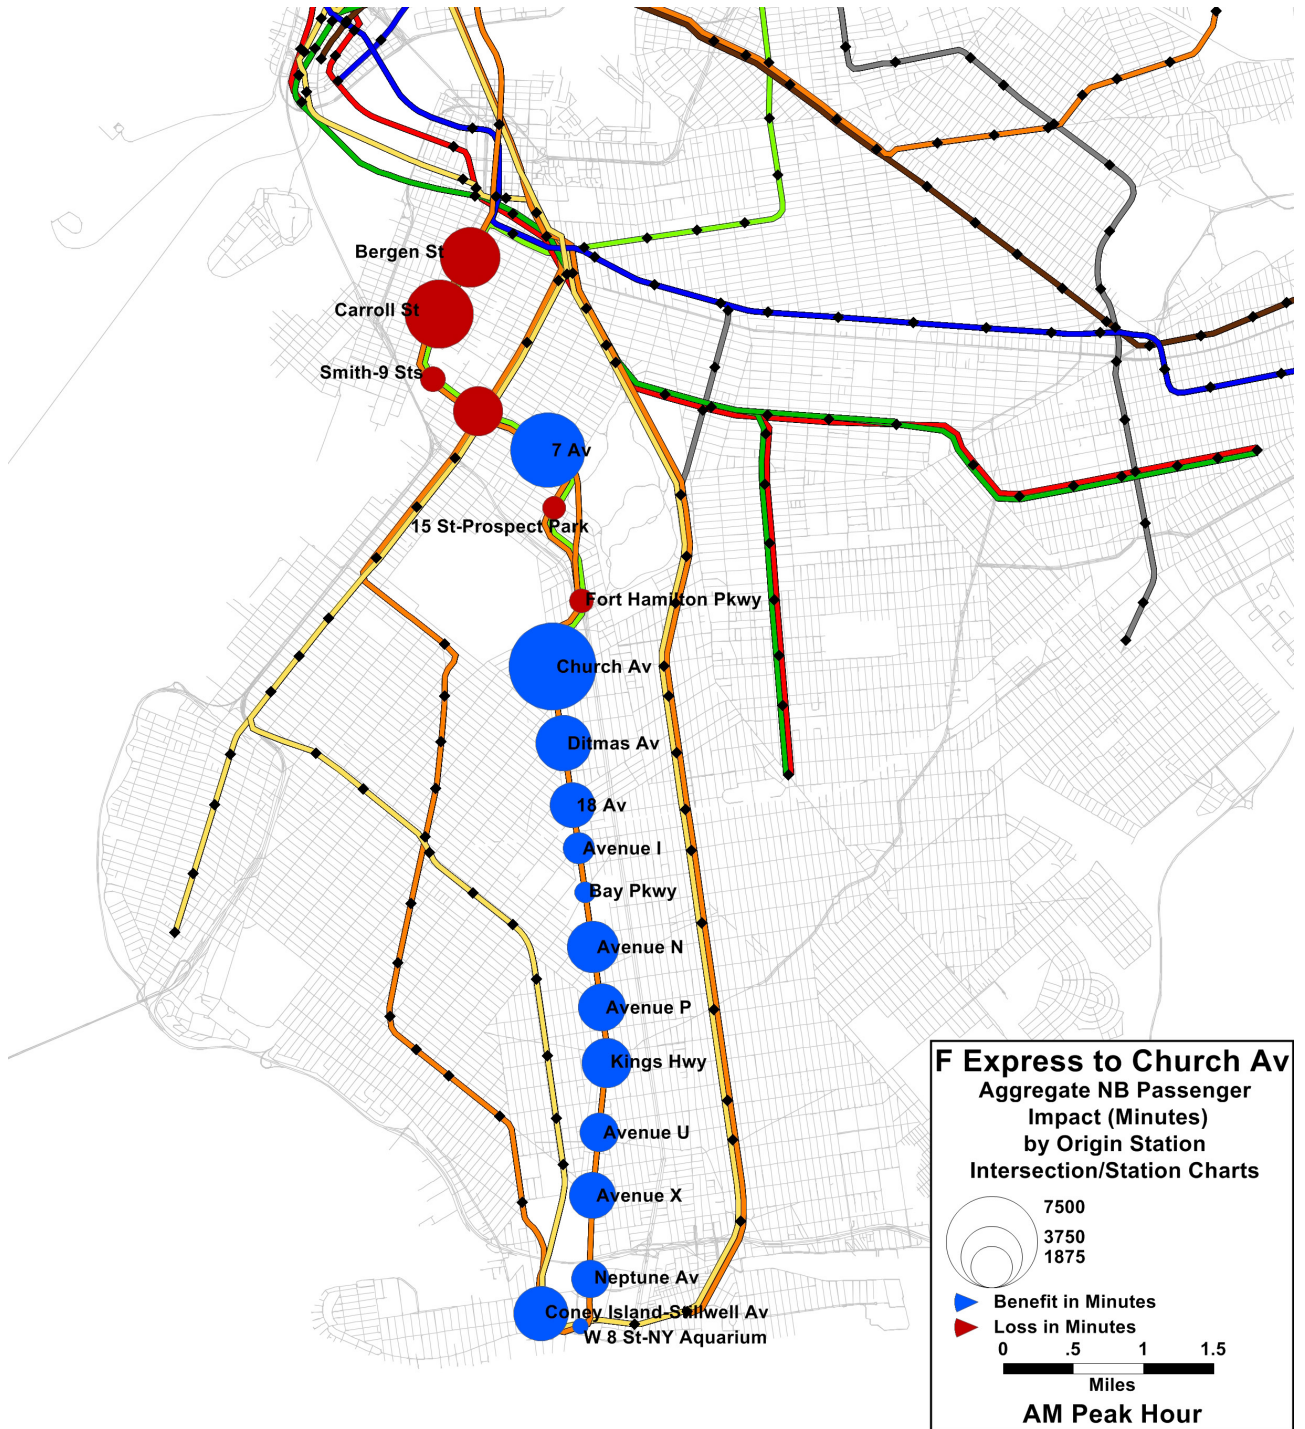 Bergen St
Carroll St
Smith-9 Sts
7 Av
15 St-Prospect Park
Fort Hamilton Pkwy
Church Av
Ditmas Av
18 Av
Avenue I
Bay Pkwy
Avenue N
Avenue P
Kings Hwy
Avenue U
Avenue X
Neptune Av
Coney Island-Stillwell Av
W 8 St-NY Aquarium
F Express to Church Av
Aggregate NB Passenger
Impact (Minutes)
by Origin Station
Intersection/Station Charts
7500
3750
1875
Benefit in Minutes
Loss in Minutes
0 .5 1 1.5
Miles
AM Peak Hour